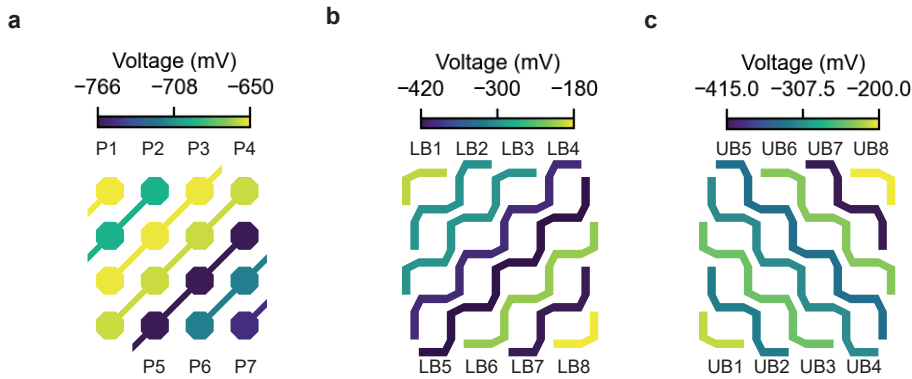 a
Voltage (mV)
−766 −708 −650
P1 P2 P3 P4
P5 P6 P7
b
Voltage (mV)
−420 −300 −180
LB1 LB2 LB3 LB4
LB5 LB6 LB7 LB8
c
Voltage (mV)
−415.0 −307.5 −200.0
UB5 UB6 UB7 UB8
UB1 UB2 UB3 UB4